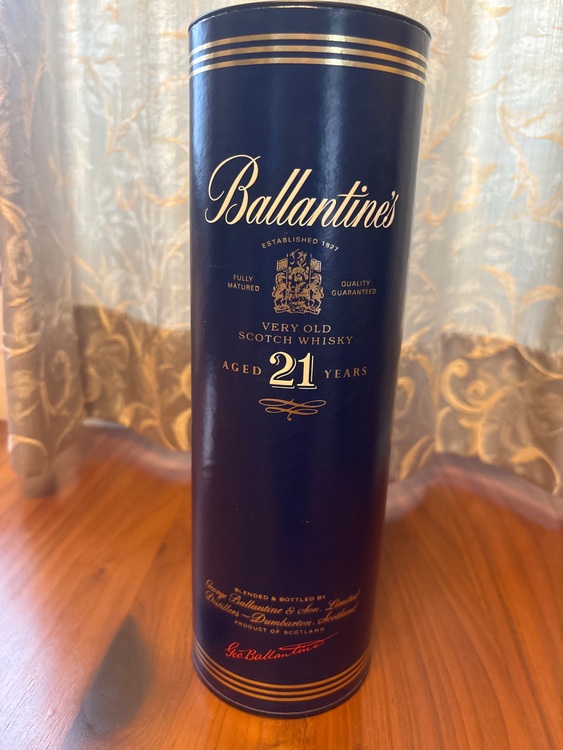 Ballantine's
ESTABLISHED 1827
FULLY MATURED
QUALITY GUARANTEED
VERY OLD
SCOTCH WHISKY
AGED 21 YEARS
BLENDED & BOTTLED BY
George Ballantine & Son, Limited
Distillers—Dumbarton, Scotland
PRODUCT OF SCOTLAND
Geo. Ballantine